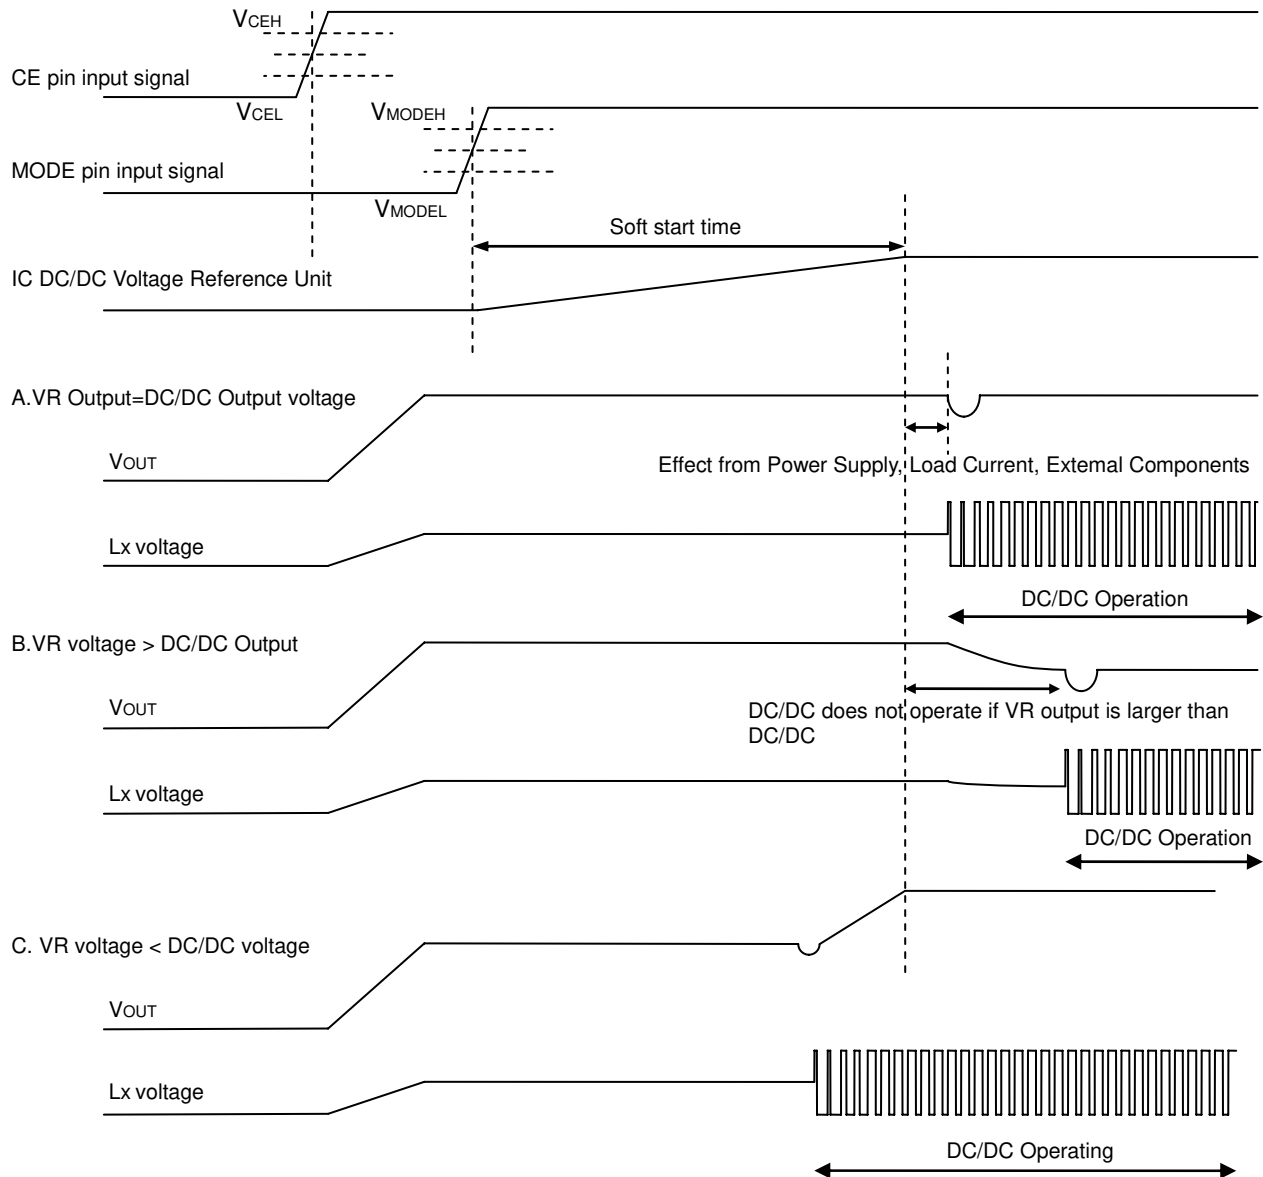 VCEH
CE pin input signal
VCEL
VMODEH
MODE pin input signal
VMODEL
Soft start time
IC DC/DC Voltage Reference Unit
A.VR Output=DC/DC Output voltage
VOUT
Effect from Power Supply, Load Current, External Components
Lx voltage
DC/DC Operation
B.VR voltage > DC/DC Output
VOUT
DC/DC does not operate if VR output is larger than
DC/DC
Lx voltage
DC/DC Operation
C. VR voltage < DC/DC voltage
VOUT
Lx voltage
DC/DC Operating